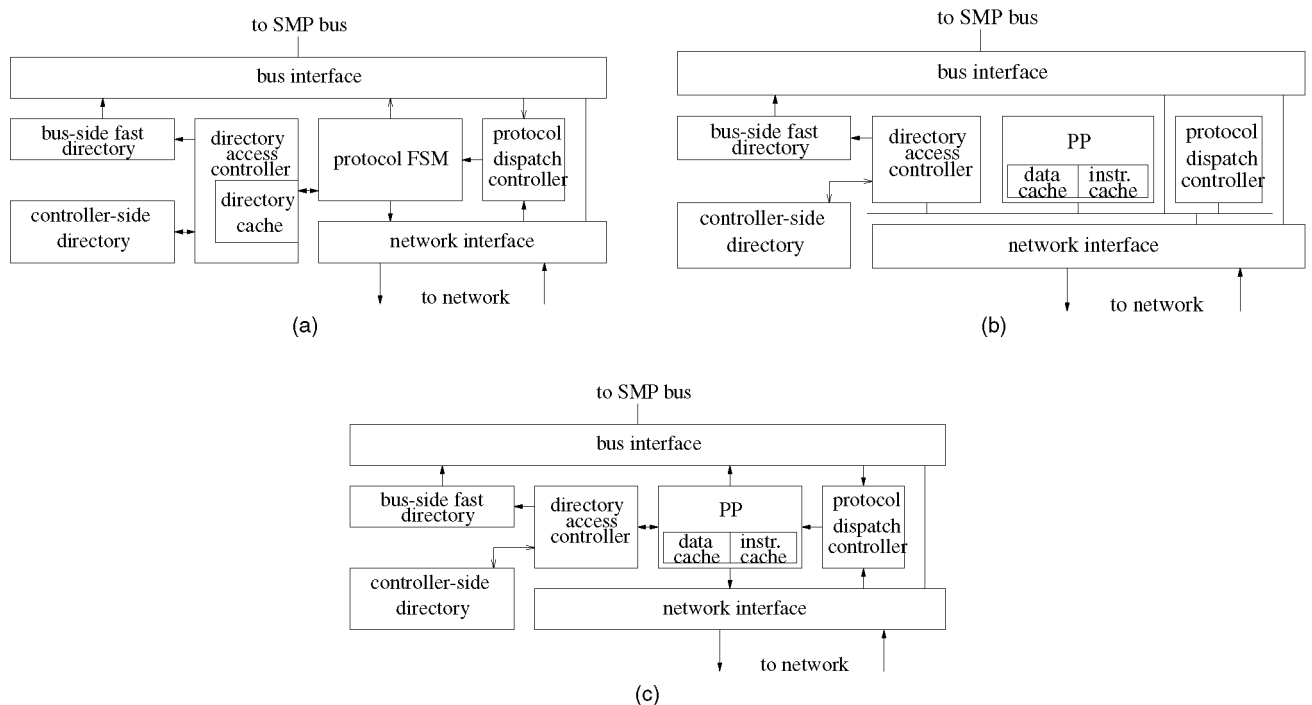 to SMP bus
bus interface
bus-side fast
directory
directory
access
controller
directory
cache
protocol FSM
protocol
dispatch
controller
controller-side
directory
network interface
to network
(a)
to SMP bus
bus interface
bus-side fast
directory
directory
access
controller
PP
data
cache
instr.
cache
protocol
dispatch
controller
controller-side
directory
network interface
to network
(b)
to SMP bus
bus interface
bus-side fast
directory
directory
access
controller
PP
data
cache
instr.
cache
protocol
dispatch
controller
controller-side
directory
network interface
to network
(c)